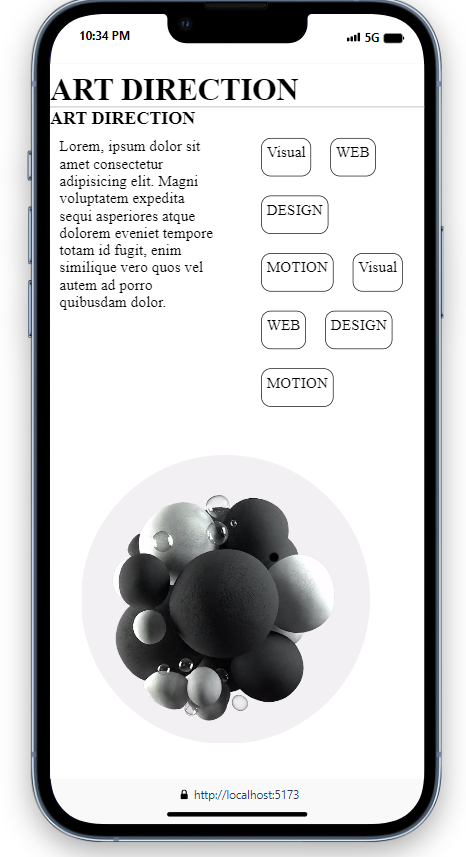 10:34 PM
5G
ART DIRECTION
ART DIRECTION
Lorem, ipsum dolor sit
amet consectetur
adipisicing elit. Magni
voluptatem expedita
sequi asperiores atque
dolorem eveniet tempore
totam id fugit, enim
similique vero quos vel
autem ad porro
quibusdam dolor.
Visual WEB
DESIGN
MOTION Visual
WEB DESIGN
MOTION
http://localhost:5173